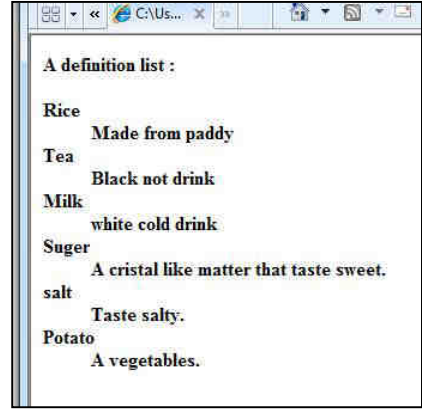 C:\Us...
A definition list :
Rice
Made from paddy
Tea
Black not drink
Milk
white cold drink
Suger
A cristal like matter that taste sweet.
salt
Taste salty.
Potato
A vegetables.